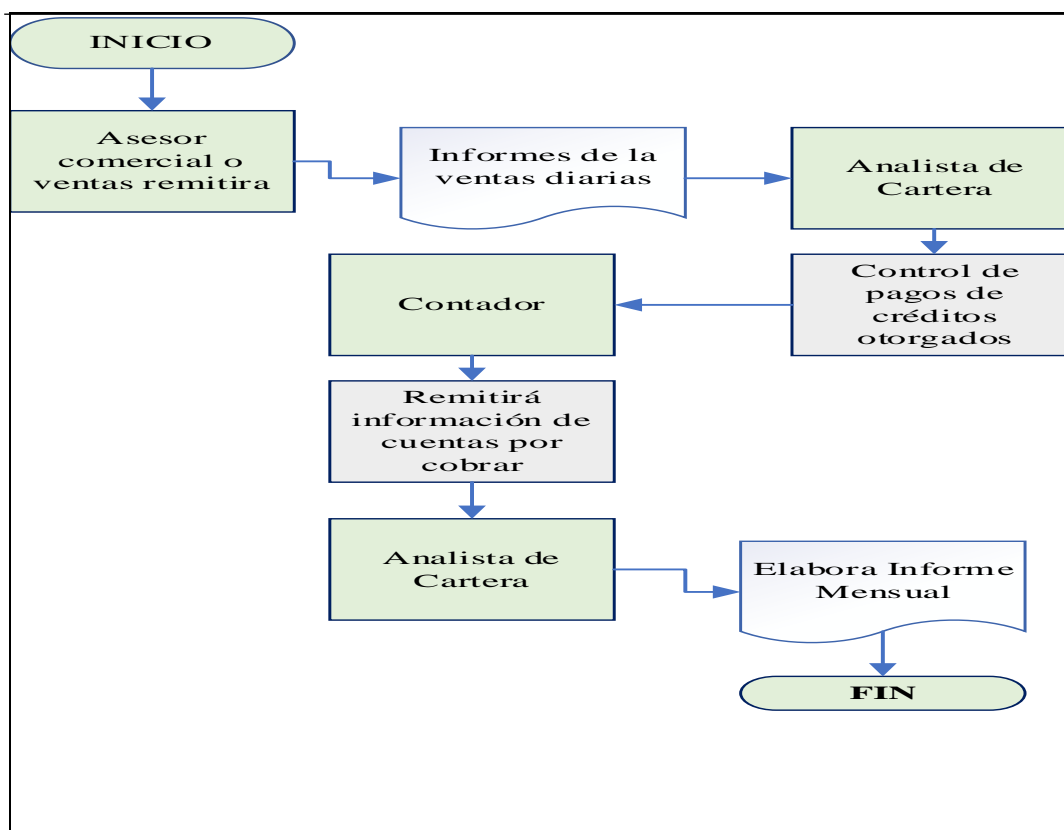 INICIO
Asesor
comercial o
ventas remitira
Informes de la
ventas diarias
Analista de
Cartera
Control de
pagos de
créditos
otorgados
Contador
Remitirá
información de
cuentas por
cobrar
Analista de
Cartera
Elabora Informe
Mensual
FIN